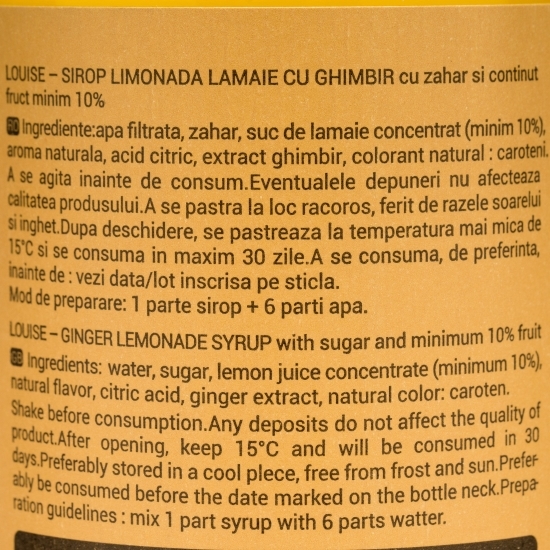 LOUISE – SIROP LIMONADA LAMAIE CU GHIMBIR cu zahar si continut
fruct minim 10%
RO Ingrediente:apa filtrata, zahar, suc de lamaie concentrat (minim 10%),
aroma naturala, acid citric, extract ghimbir, colorant natural : caroteni.
A se agita inainte de consum.Eventualele depuneri nu afecteaza
calitatea produsului.A se pastra la loc racoros, ferit de razele soarelui
si inghet.Dupa deschidere, se pastreaza la temperatura mai mica de
15°C si se consuma in maxim 30 zile.A se consuma, de preferinta,
inainte de : vezi data/lot inscrisa pe sticla.
Mod de preparare: 1 parte sirop + 6 parti apa.
LOUISE – GINGER LEMONADE SYRUP with sugar and minimum 10% fruit
GB Ingredients: water, sugar, lemon juice concentrate (minimum 10%),
natural flavor, citric acid, ginger extract, natural color: caroten.
Shake before consumption.Any deposits do not affect the quality of
product.After opening, keep 15°C and will be consumed in 30
days.Preferably stored in a cool plece, free from frost and sun.Prefer-
ably be consumed before the date marked on the bottle neck.Prepa-
ration guidelines : mix 1 part syrup with 6 parts watter.